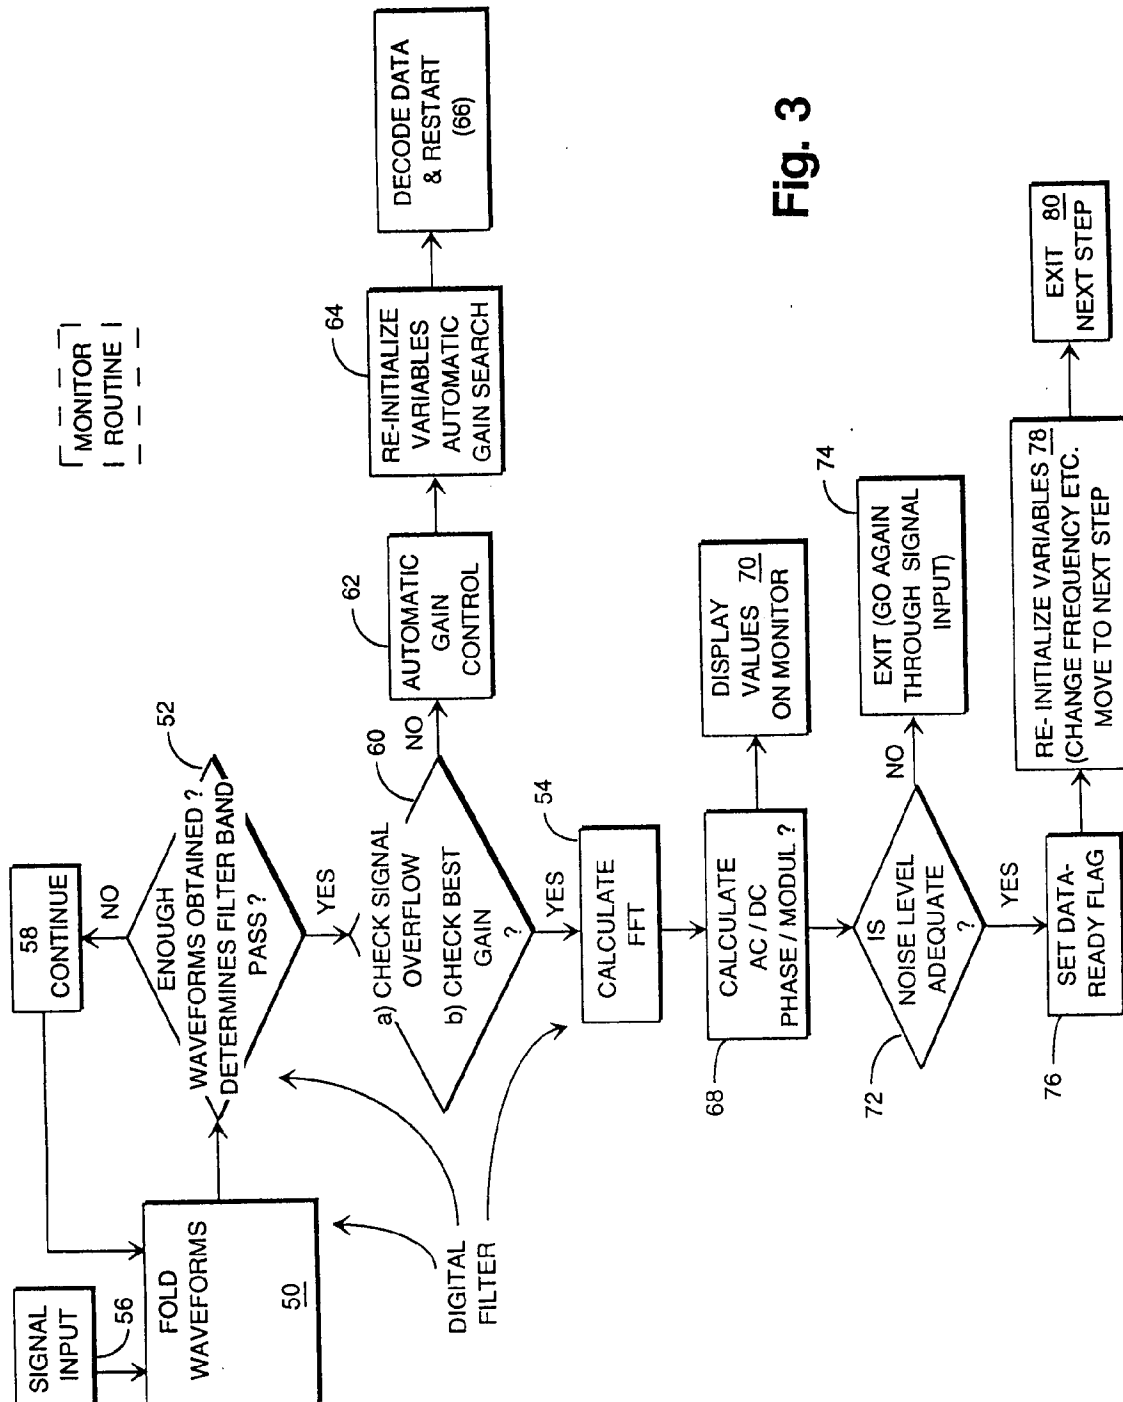 MONITOR
ROUTINE
SIGNAL
INPUT
56
FOLD
WAVEFORMS
50
58
CONTINUE
NO
ENOUGH
WAVEFORMS OBTAINED ?
DETERMINES FILTER BAND
PASS ?
52
YES
DIGITAL
FILTER
a) CHECK SIGNAL
OVERFLOW
b) CHECK BEST
GAIN
?
60
NO
AUTOMATIC
GAIN
CONTROL
62
RE-INITIALIZE
VARIABLES
AUTOMATIC
GAIN SEARCH
64
DECODE DATA
& RESTART
(66)
YES
CALCULATE
FFT
54
CALCULATE
AC / DC
PHASE / MODUL ?
68
DISPLAY
VALUES 70
ON MONITOR
IS
NOISE LEVEL
ADEQUATE
?
72
NO
EXIT (GO AGAIN
THROUGH SIGNAL
INPUT)
74
YES
SET DATA-
READY FLAG
76
RE- INITIALIZE VARIABLES 78
(CHANGE FREQUENCY ETC.
MOVE TO NEXT STEP
EXIT 80
NEXT STEP
Fig. 3